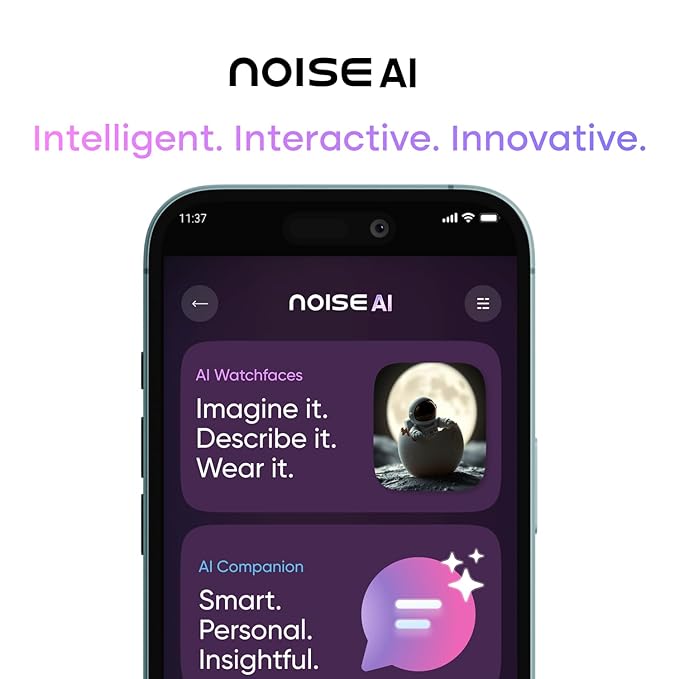 NOISE AI
Intelligent. Interactive. Innovative.
11:37
NOISE AI
AI Watchfaces
Imagine it.
Describe it.
Wear it.
AI Companion
Smart.
Personal.
Insightful.